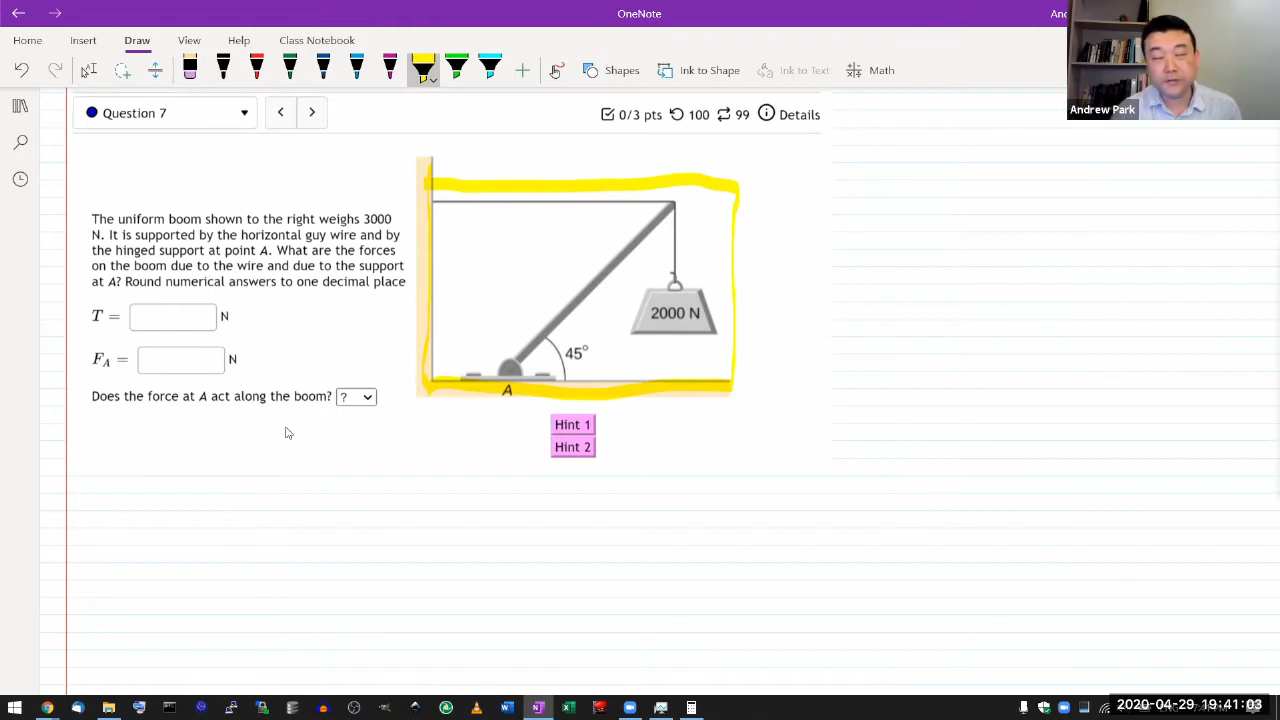 OneNote
An
Home
Insert
Draw
View
Help
Class Notebook
Shapes
Ink to Shape
Ink to Text
Math
Andrew Park
Question 7
0/3 pts
100
99
Details
The uniform boom shown to the right weighs 3000
N. It is supported by the horizontal guy wire and by
the hinged support at point A. What are the forces
on the boom due to the wire and due to the support
at A? Round numerical answers to one decimal place
T = N
F_A = N
Does the force at A act along the boom? ?
2000 N
45°
A
Hint 1
Hint 2
2020-04-29 19:41:03